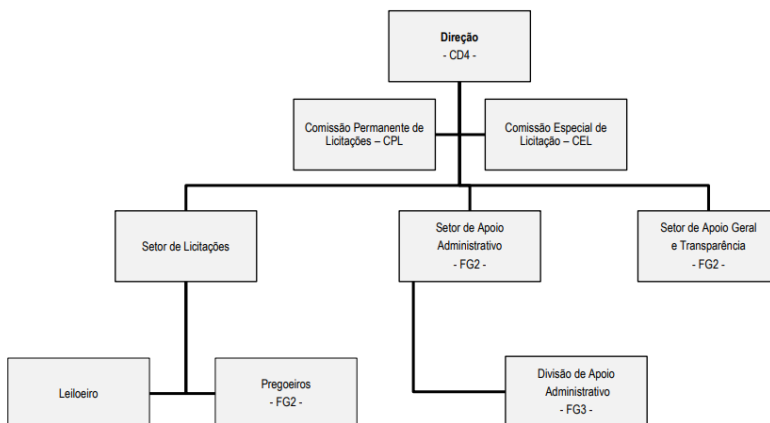 Direção
- CD4 -
Comissão Permanente de
Licitações – CPL
Comissão Especial de
Licitação – CEL
Setor de Licitações
Setor de Apoio
Administrativo
- FG2 -
Setor de Apoio Geral
e Transparência
- FG2 -
Leiloeiro
Pregoeiros
- FG2 -
Divisão de Apoio
Administrativo
- FG3 -